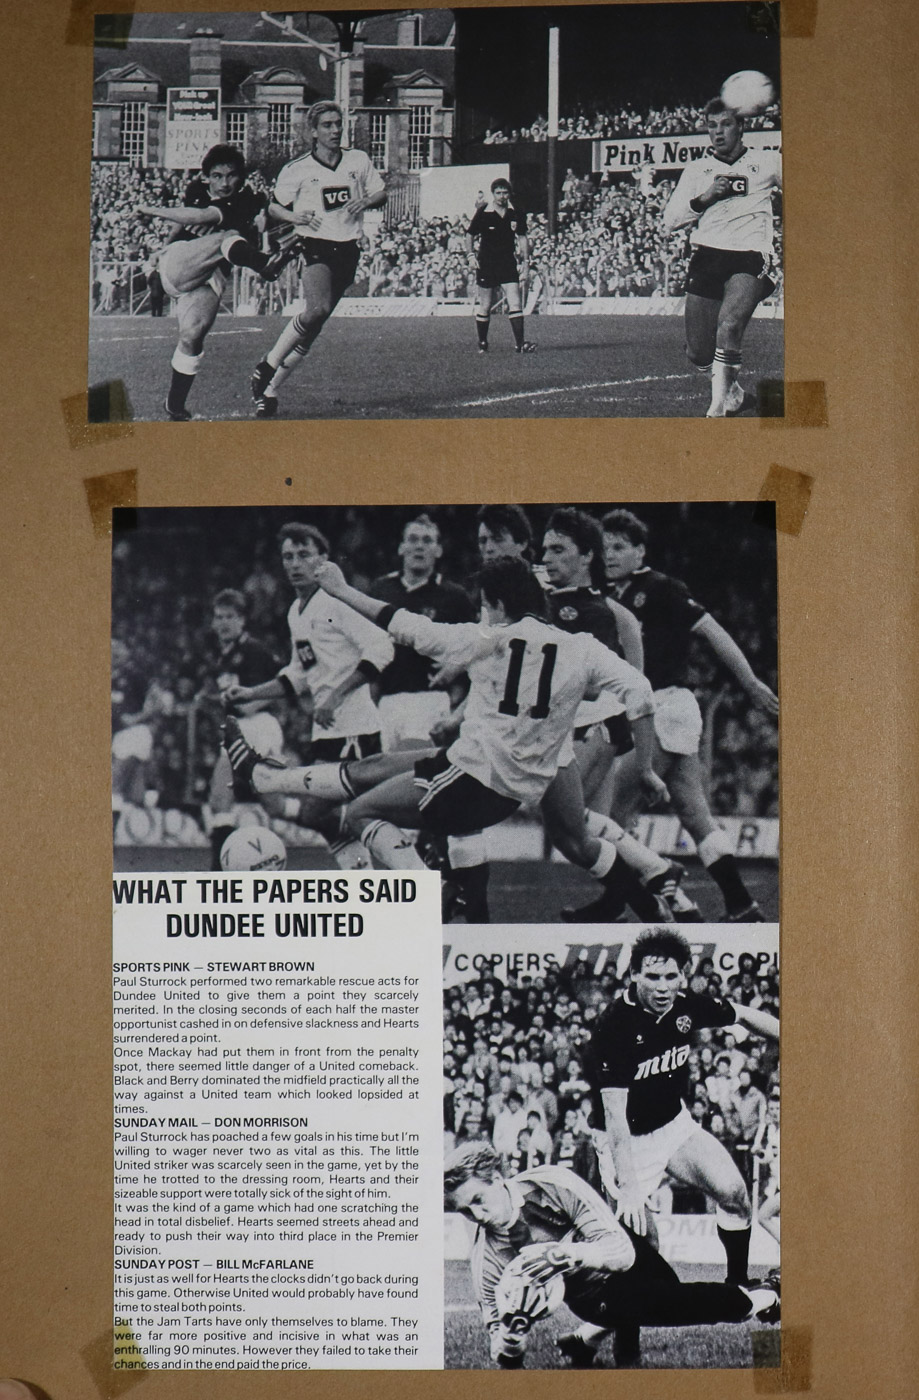 Pick up
SPORTS
PINK
Pink News
VG
VG
VG
11
WHAT THE PAPERS SAID
DUNDEE UNITED
SPORTS PINK — STEWART BROWN
Paul Sturrock performed two remarkable rescue acts for
Dundee United to give them a point they scarcely
merited. In the closing seconds of each half the master
opportunist cashed in on defensive slackness and Hearts
surrendered a point.
Once Mackay had put them in front from the penalty
spot, there seemed little danger of a United comeback.
Black and Berry dominated the midfield practically all the
way against a United team which looked lopsided at
times.
SUNDAY MAIL — DON MORRISON
Paul Sturrock has poached a few goals in his time but I'm
willing to wager never two as vital as this. The little
United striker was scarcely seen in the game, yet by the
time he trotted to the dressing room, Hearts and their
sizeable support were totally sick of the sight of him.
It was the kind of a game which had one scratching the
head in total disbelief. Hearts seemed streets ahead and
ready to push their way into third place in the Premier
Division.
SUNDAY POST — BILL McFARLANE
It is just as well for Hearts the clocks didn't go back during
this game. Otherwise United would probably have found
time to steal both points.
But the Jam Tarts have only themselves to blame. They
were far more positive and incisive in what was an
enthralling 90 minutes. However they failed to take their
chances and in the end paid the price.
COPIERS mita COPI
mita